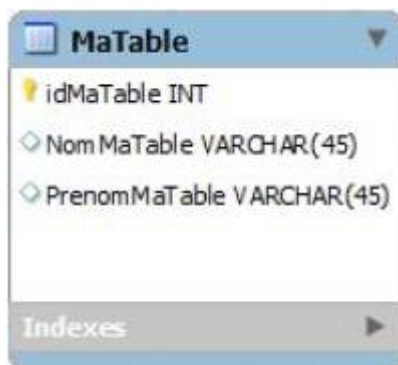 MaTable
idMaTable INT
NomMaTable VARCHAR(45)
PrenomMaTable VARCHAR(45)
Indexes